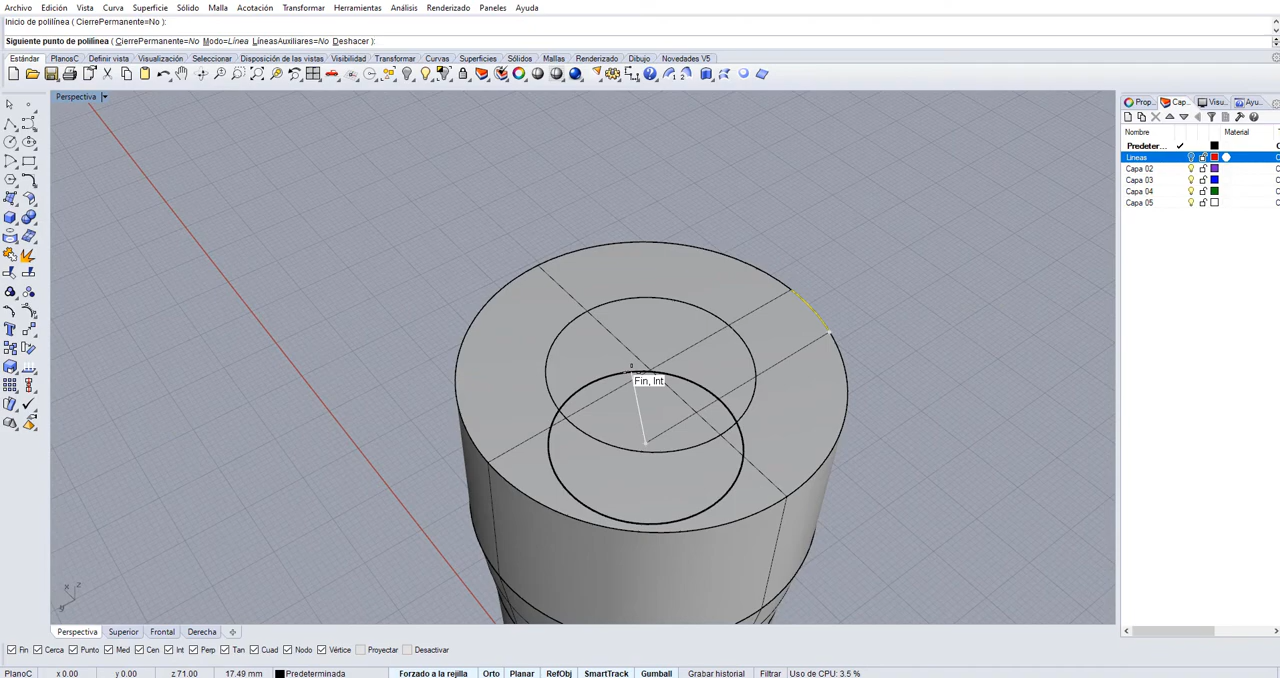 Archivo Edición Vista Curva Superficie Sólido Malla Acotación Transformar Herramientas Análisis Renderizado Paneles Ayuda
Inicio de polilínea ( CierrePermanente=No ):
Siguiente punto de polilínea ( CierrePermanente=No Modo=Línea LíneasAuxiliares=No Deshacer ):
Estándar PlanosC Definir vista Visualización Seleccionar Disposición de las vistas Visibilidad Transformar Curvas Superficies Sólidos Mallas Renderizado Dibujo Novedades V5
Perspectiva
Prop... Cap... Visu... Ayu...
Nombre Material
Predeter...
Lineas
Capa 02
Capa 03
Capa 04
Capa 05
Fin, Int
z
x
y
Perspectiva Superior Frontal Derecha
Fin Cerca Punto Med Cen Int Perp Tan Cuad Nodo Vértice Proyectar Desactivar
PlanoC x 0.00 y 0.00 z 71.00 17.49 mm Predeterminada Forzado a la rejilla Orto Planar RefObj SmartTrack Gumball Grabar historial Filtrar Uso de CPU: 3.5 %